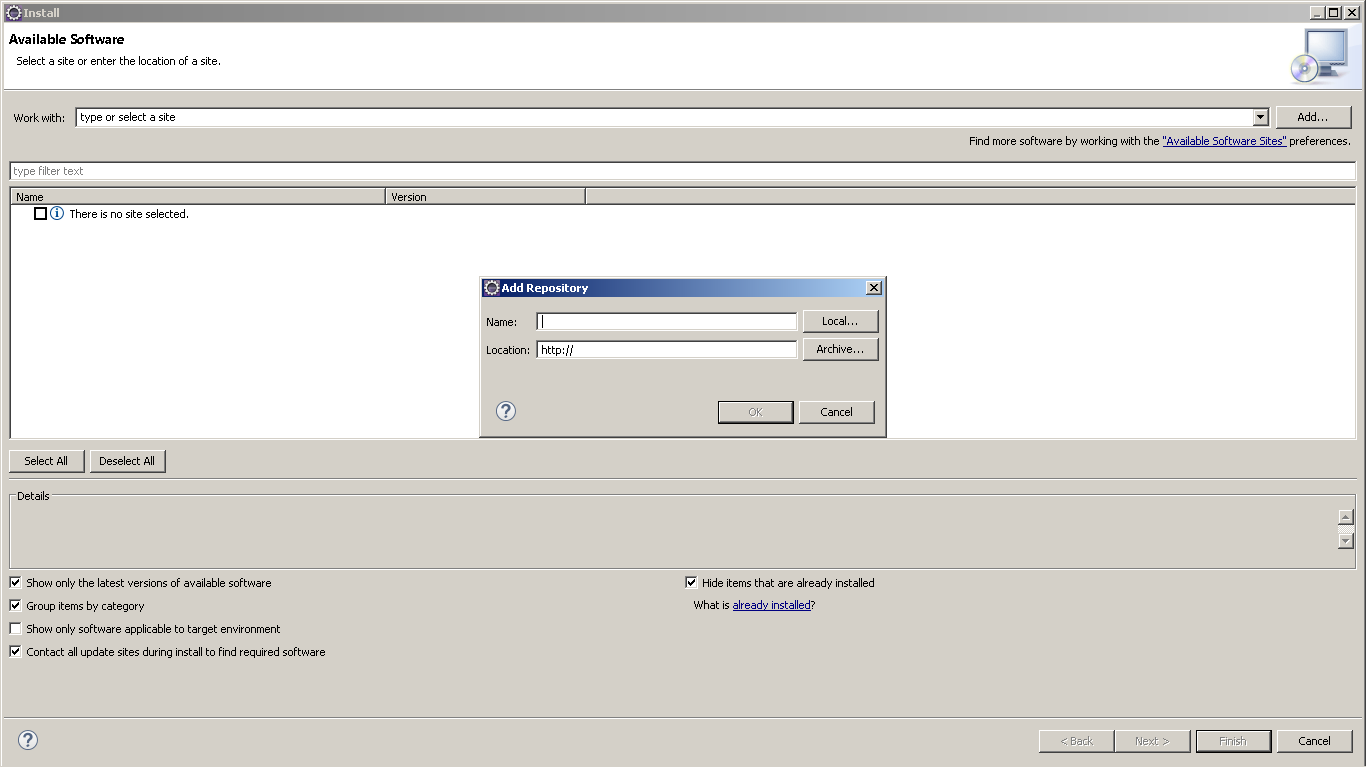 Install
Available Software
Select a site or enter the location of a site.
Work with: type or select a site Add...
Find more software by working with the "Available Software Sites" preferences.
type filter text
Name Version
There is no site selected.
Add Repository
Name: Local...
Location: http:// Archive...
OK Cancel
Select All Deselect All
Details
Show only the latest versions of available software Hide items that are already installed
Group items by category What is already installed?
Show only software applicable to target environment
Contact all update sites during install to find required software
< Back Next > Finish Cancel